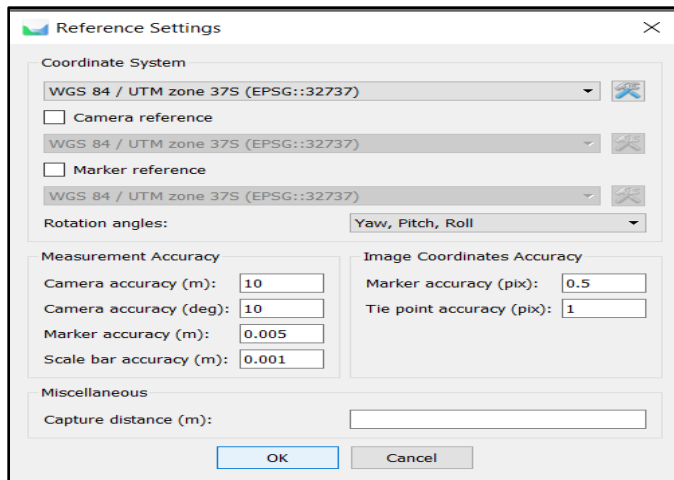 Reference Settings
Coordinate System
WGS 84 / UTM zone 37S (EPSG::32737)
Camera reference
WGS 84 / UTM zone 37S (EPSG::32737)
Marker reference
WGS 84 / UTM zone 37S (EPSG::32737)
Rotation angles: Yaw, Pitch, Roll
Measurement Accuracy
Camera accuracy (m): 10
Camera accuracy (deg): 10
Marker accuracy (m): 0.005
Scale bar accuracy (m): 0.001
Image Coordinates Accuracy
Marker accuracy (pix): 0.5
Tie point accuracy (pix): 1
Miscellaneous
Capture distance (m):
OK Cancel